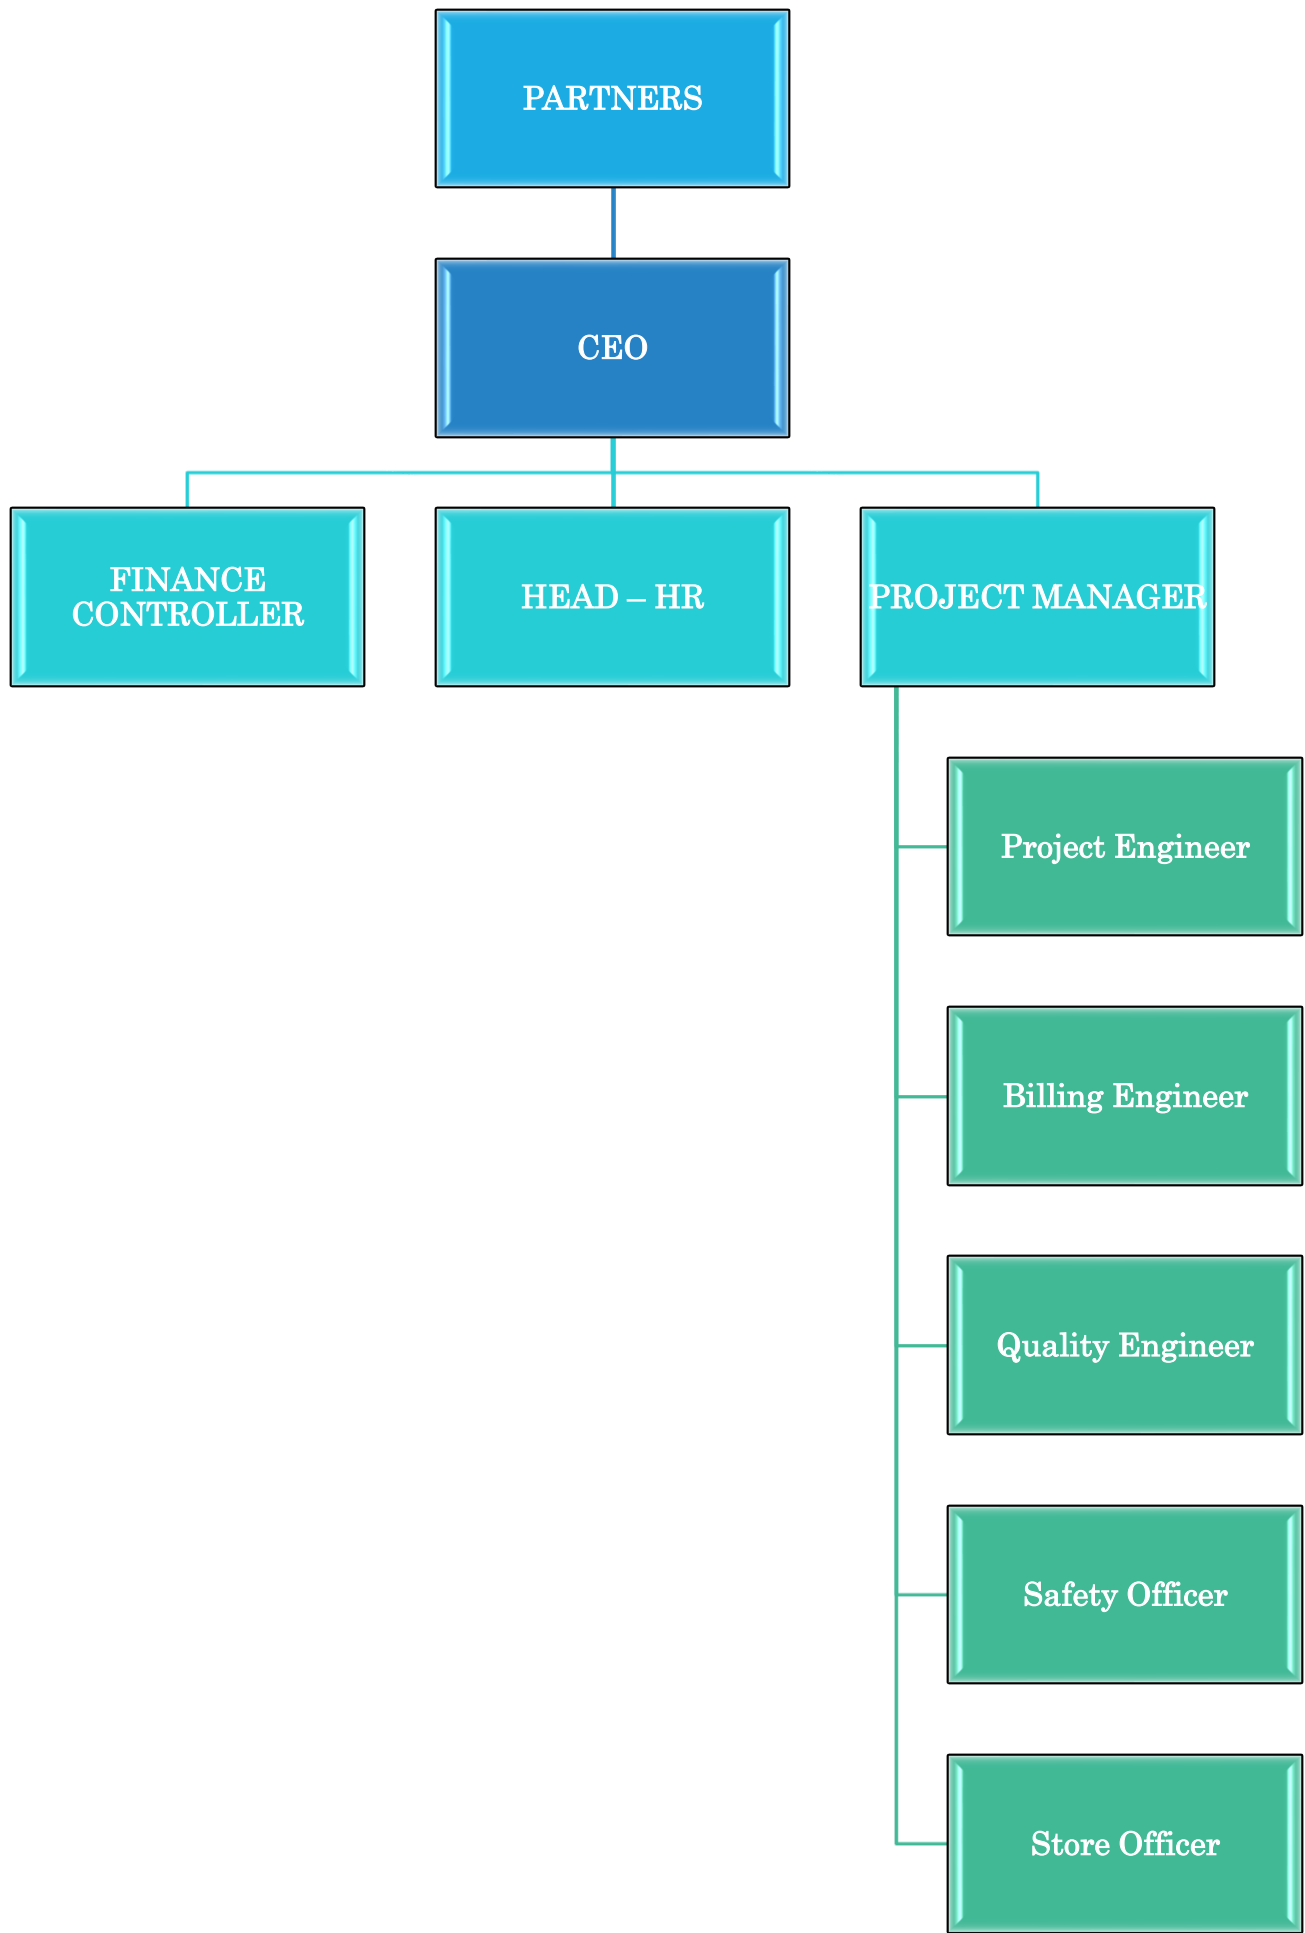 PARTNERS
CEO
FINANCE
CONTROLLER
HEAD – HR
PROJECT MANAGER
Project Engineer
Billing Engineer
Quality Engineer
Safety Officer
Store Officer